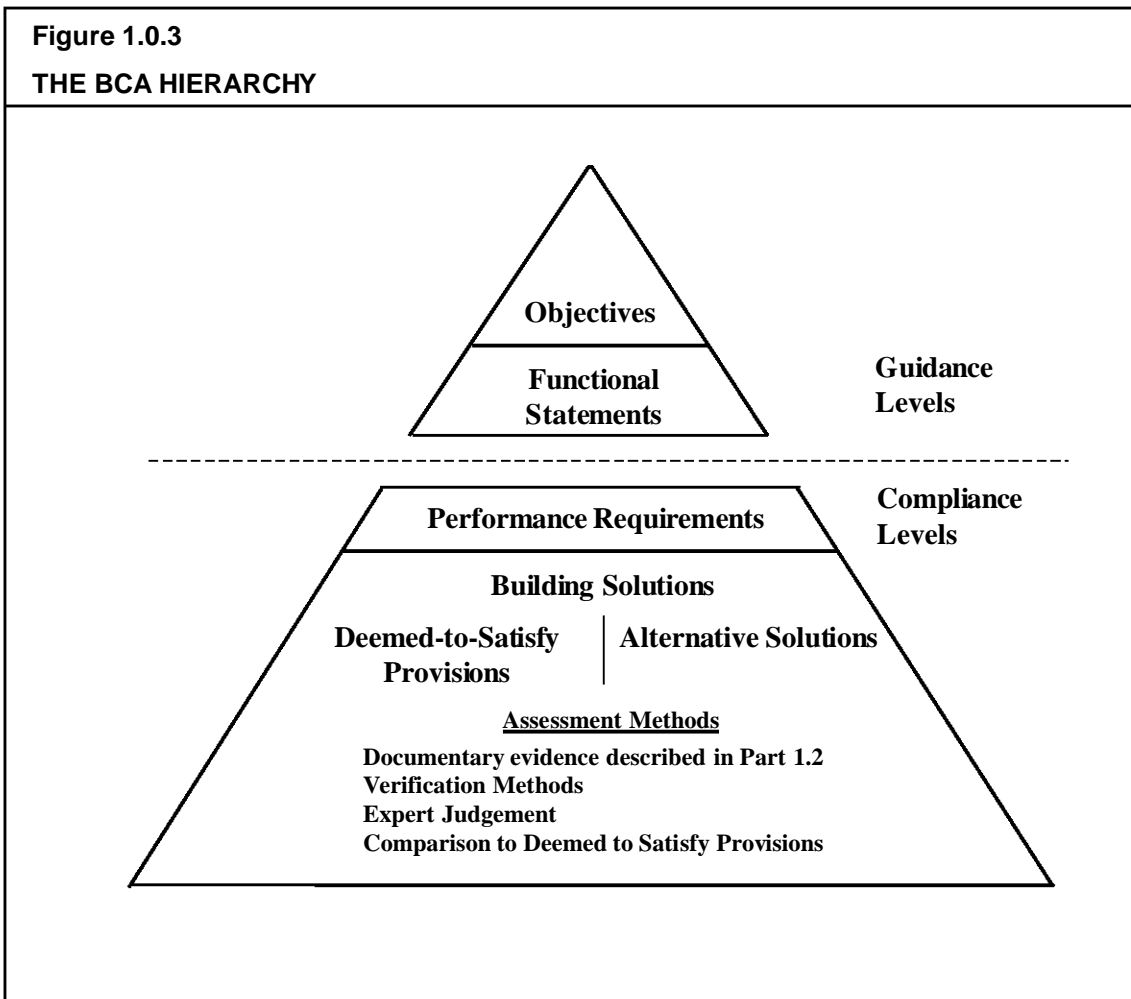 Figure 1.0.3
THE BCA HIERARCHY
Objectives
Functional
Statements
Guidance
Levels
Compliance
Levels
Performance Requirements
Building Solutions
Deemed-to-Satisfy
Provisions
Alternative Solutions
Assessment Methods
Documentary evidence described in Part 1.2
Verification Methods
Expert Judgement
Comparison to Deemed to Satisfy Provisions